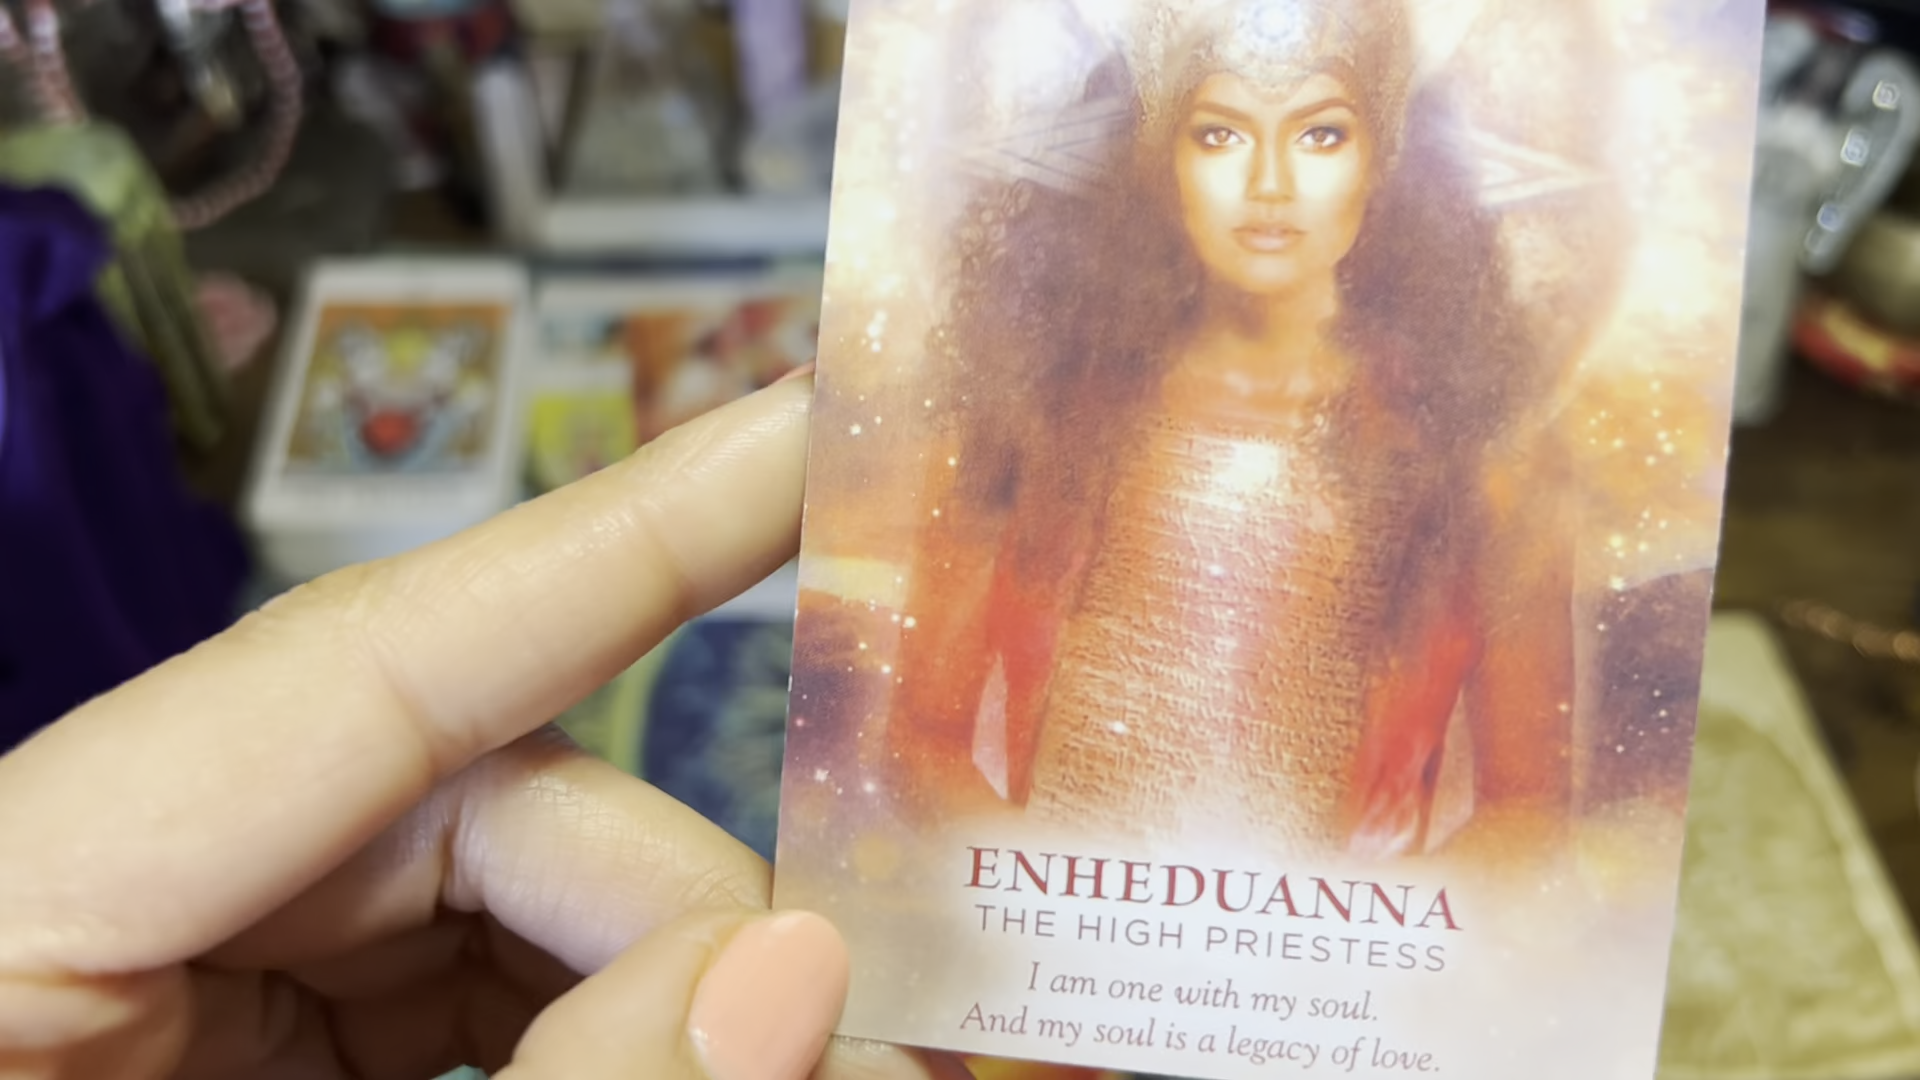 ENHEDUANNA
THE HIGH PRIESTESS
I am one with my soul.
And my soul is a legacy of love.